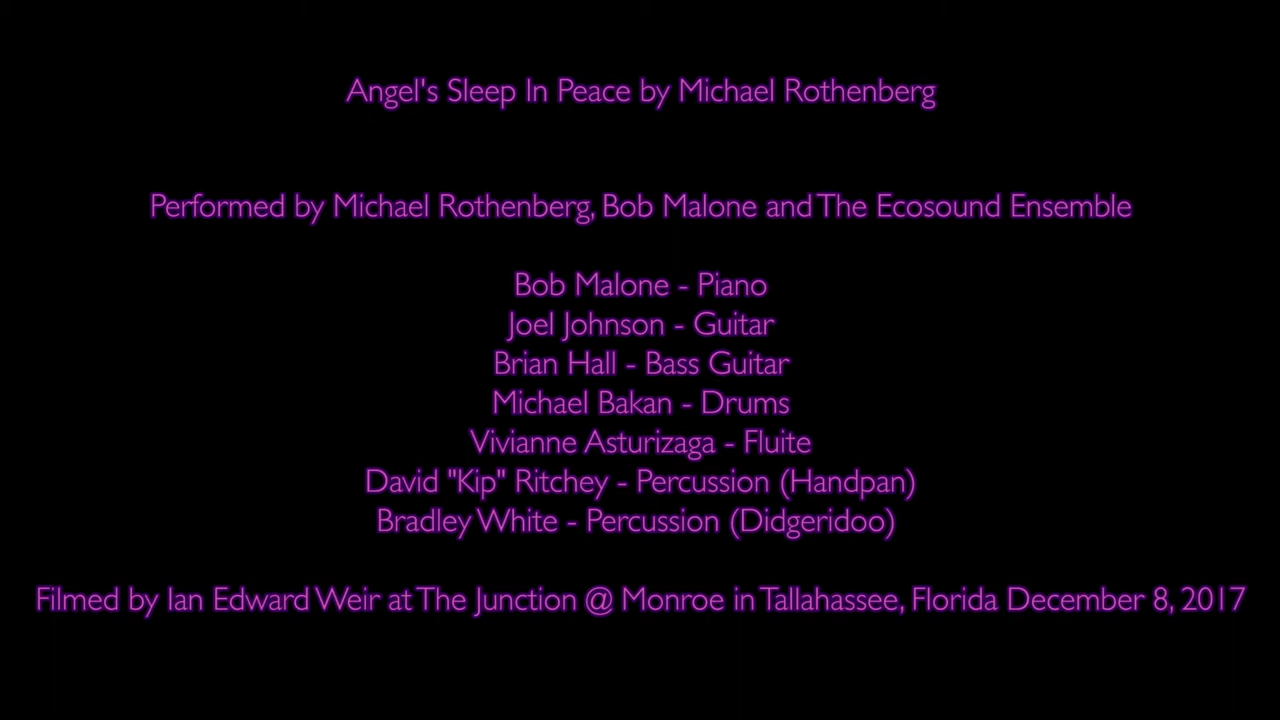 Angel's Sleep In Peace by Michael Rothenberg
Performed by Michael Rothenberg, Bob Malone and The Ecosound Ensemble
Bob Malone - Piano
Joel Johnson - Guitar
Brian Hall - Bass Guitar
Michael Bakan - Drums
Vivianne Asturizaga - Fluite
David "Kip" Ritchey - Percussion (Handpan)
Bradley White - Percussion (Didgeridoo)
Filmed by Ian Edward Weir at The Junction @ Monroe in Tallahassee, Florida December 8, 2017